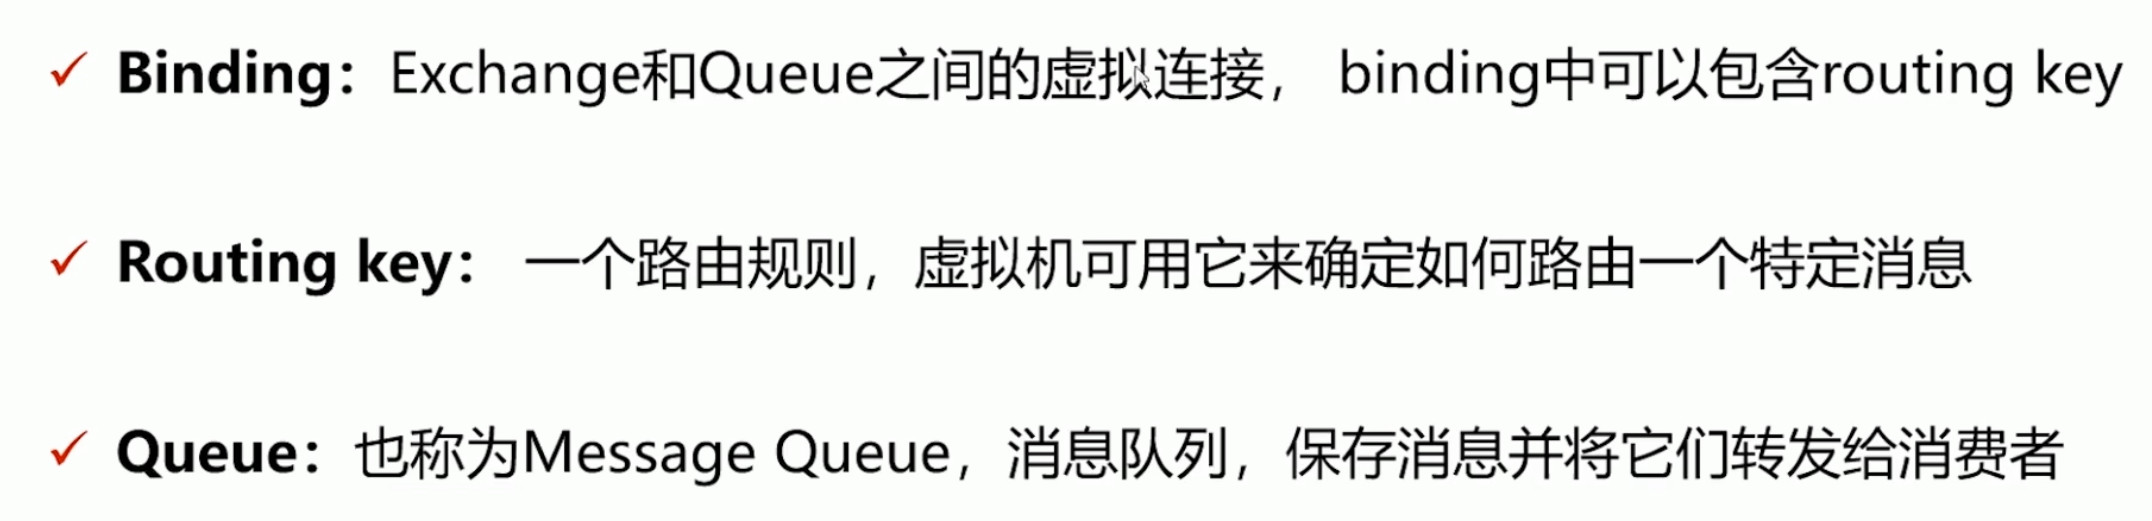 ✓ Binding：Exchange和Queue之间的虚拟连接， binding中可以包含routing key
✓ Routing key： 一个路由规则，虚拟机可用它来确定如何路由一个特定消息
✓ Queue：也称为Message Queue，消息队列，保存消息并将它们转发给消费者